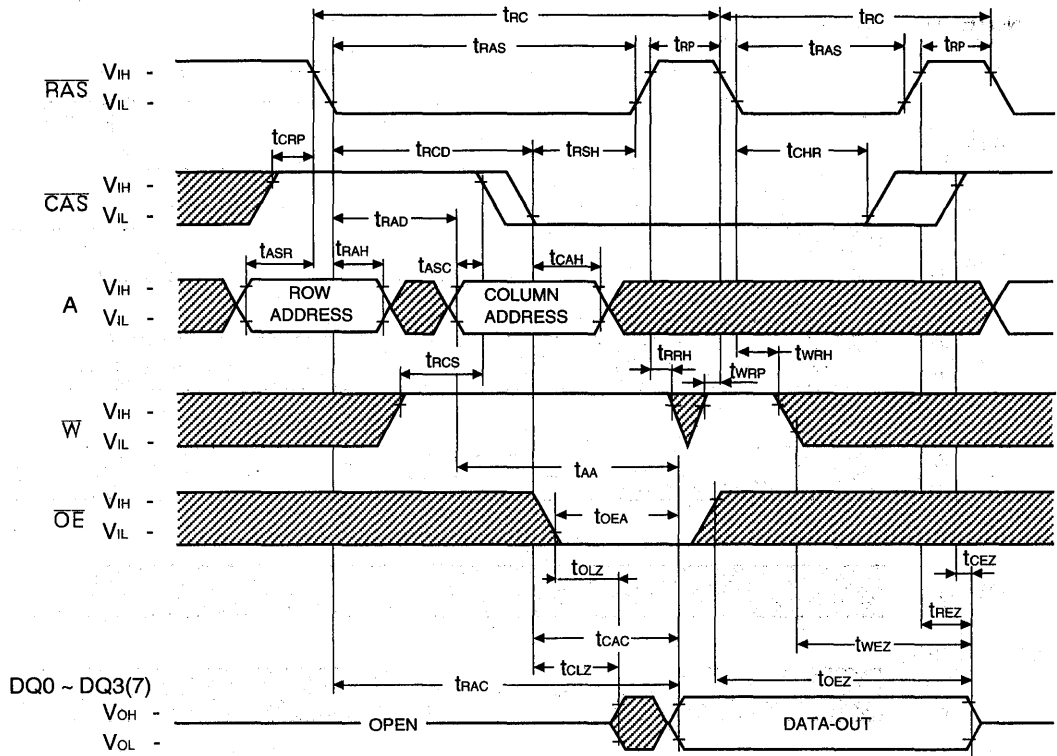 tRC tRC
tRAS tRP tRAS tRP
RAS VIH -
VIL -
tCRP tRCD tRSH tCHR
CAS VIH -
VIL -
tRAD
tASR tRAH tASC tCAH
A VIH -
VIL -
ROW ADDRESS
COLUMN ADDRESS
tRCS tRRH tWRP tWRH
W VIH -
VIL -
tAA
OE VIH -
VIL -
tOEA
tOLZ tCEZ
tREZ
tCAC tWEZ
tCLZ tOEZ
tRAC
DQ0 ~ DQ3(7)
VOH -
VOL -
OPEN DATA-OUT